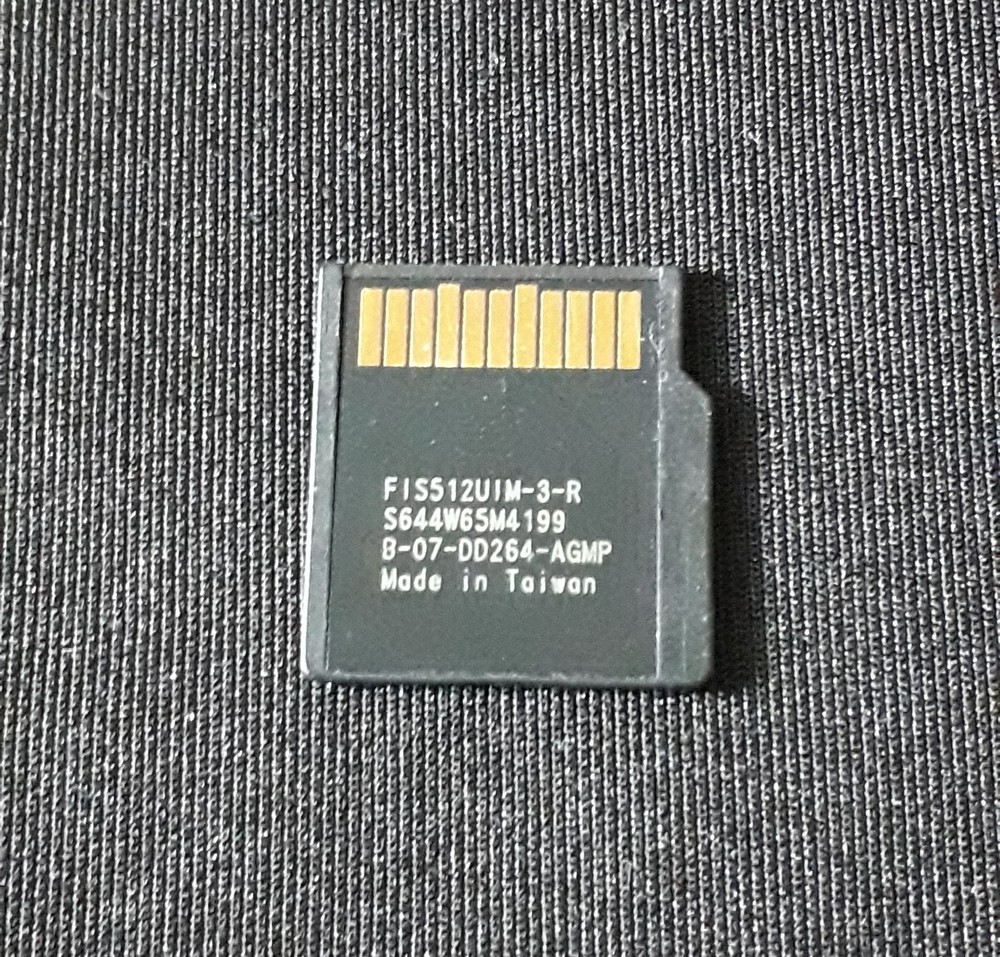 FIS512UIM-3-R
S644W65M4199
B-07-DD264-AGMP
Made in Taiwan